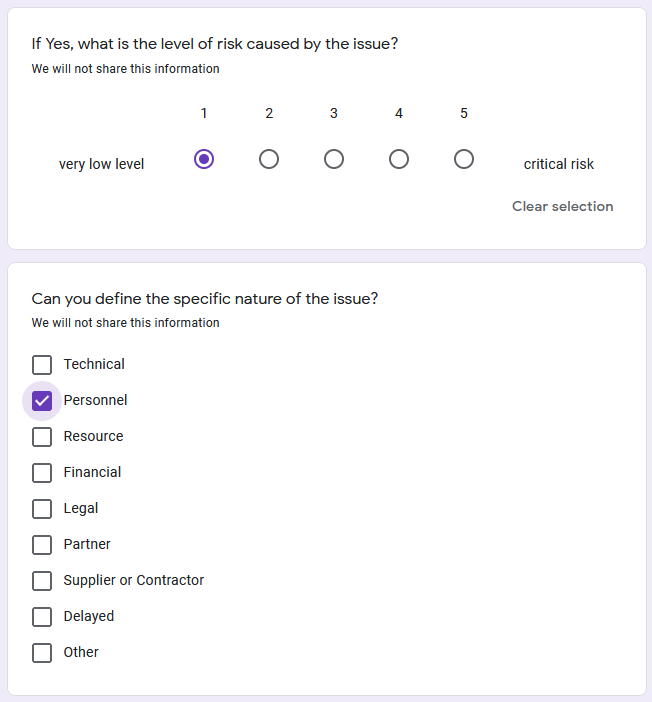 If Yes, what is the level of risk caused by the issue?
We will not share this information
1 2 3 4 5
very low level critical risk
Clear selection
Can you define the specific nature of the issue?
We will not share this information
Technical
Personnel
Resource
Financial
Legal
Partner
Supplier or Contractor
Delayed
Other